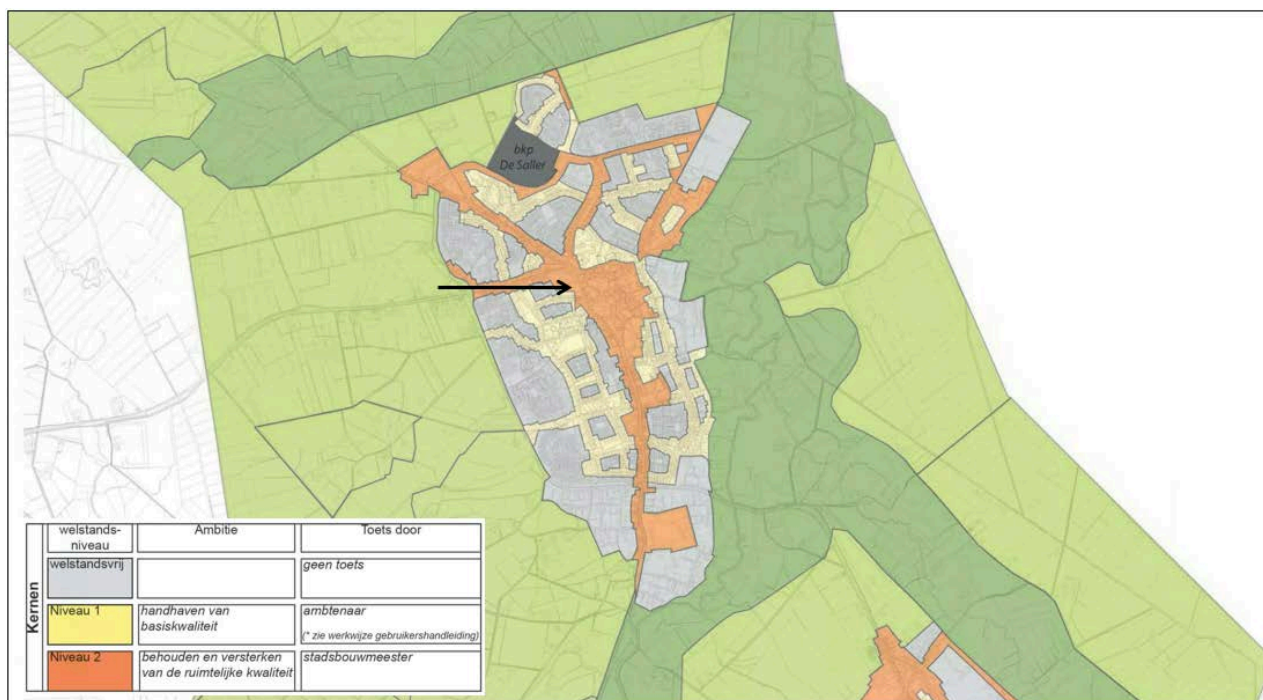 bkp
De Saller
Kernen
welstands-
niveau
Ambitie
Toets door
welstandsvrij
geen toets
Niveau 1
handhaven van
basiskwaliteit
ambtenaar
(* zie werkwijze gebruikershandleiding)
Niveau 2
behouden en versterken
van de ruimtelijke kwaliteit
stadsbouwmeester